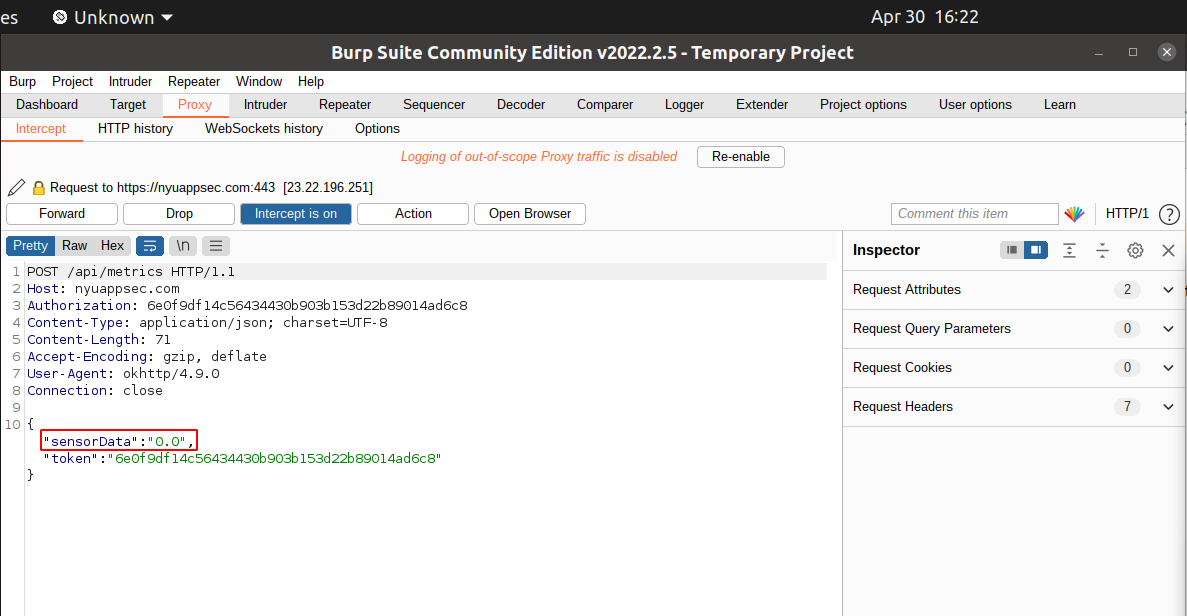 es Unknown Apr 30 16:22
Burp Suite Community Edition v2022.2.5 - Temporary Project
Burp Project Intruder Repeater Window Help
Dashboard Target Proxy Intruder Repeater Sequencer Decoder Comparer Logger Extender Project options User options Learn
Intercept HTTP history WebSockets history Options
Logging of out-of-scope Proxy traffic is disabled Re-enable
Request to https://nyuappsec.com:443 [23.22.196.251]
Forward Drop Intercept is on Action Open Browser Comment this item HTTP/1 ?
Pretty Raw Hex \n
1 POST /api/metrics HTTP/1.1
2 Host: nyuappsec.com
3 Authorization: 6e0f9df14c56434430b903b153d22b89014ad6c8
4 Content-Type: application/json; charset=UTF-8
5 Content-Length: 71
6 Accept-Encoding: gzip, deflate
7 User-Agent: okhttp/4.9.0
8 Connection: close
9
10 {
"sensorData":"0.0",
"token":"6e0f9df14c56434430b903b153d22b89014ad6c8"
}
Inspector
Request Attributes 2
Request Query Parameters 0
Request Cookies 0
Request Headers 7